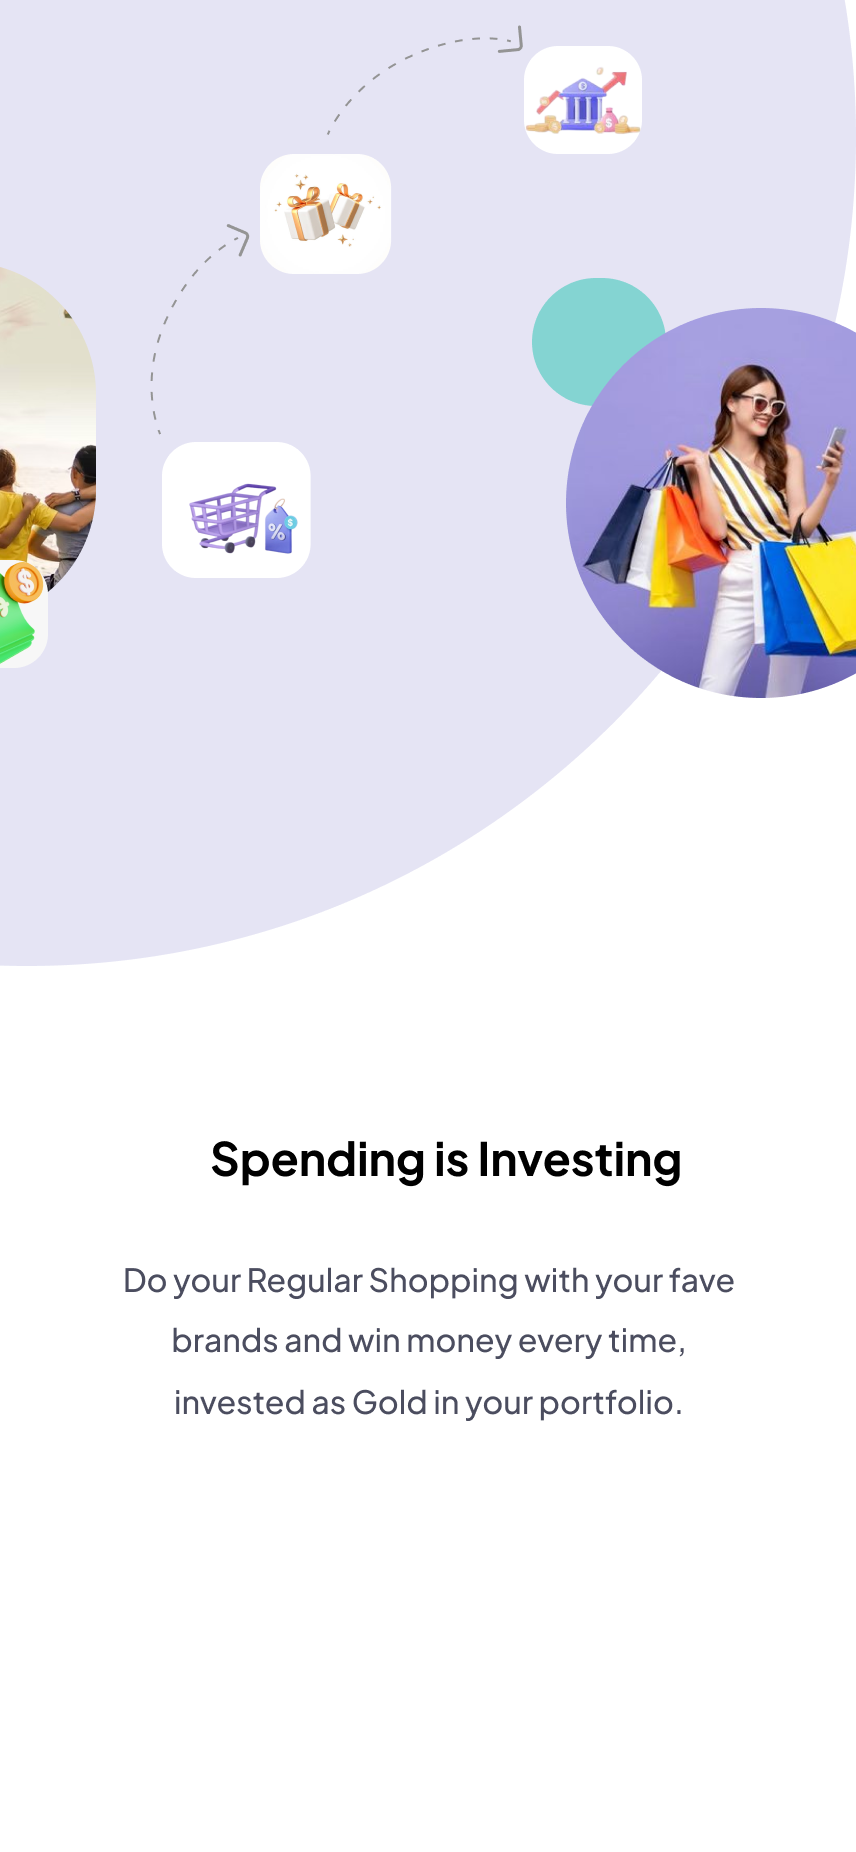 Spending is Investing
Do your Regular Shopping with your fave
brands and win money every time,
invested as Gold in your portfolio.